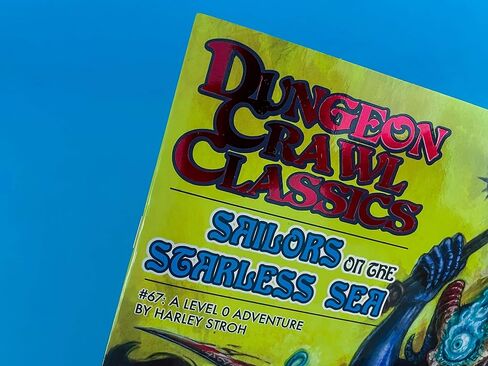 DUNGEON
CRAWL
CLASSICS
SAILORS ON THE
STARLESS SEA
#67: A LEVEL 0 ADVENTURE
BY HARLEY STROH